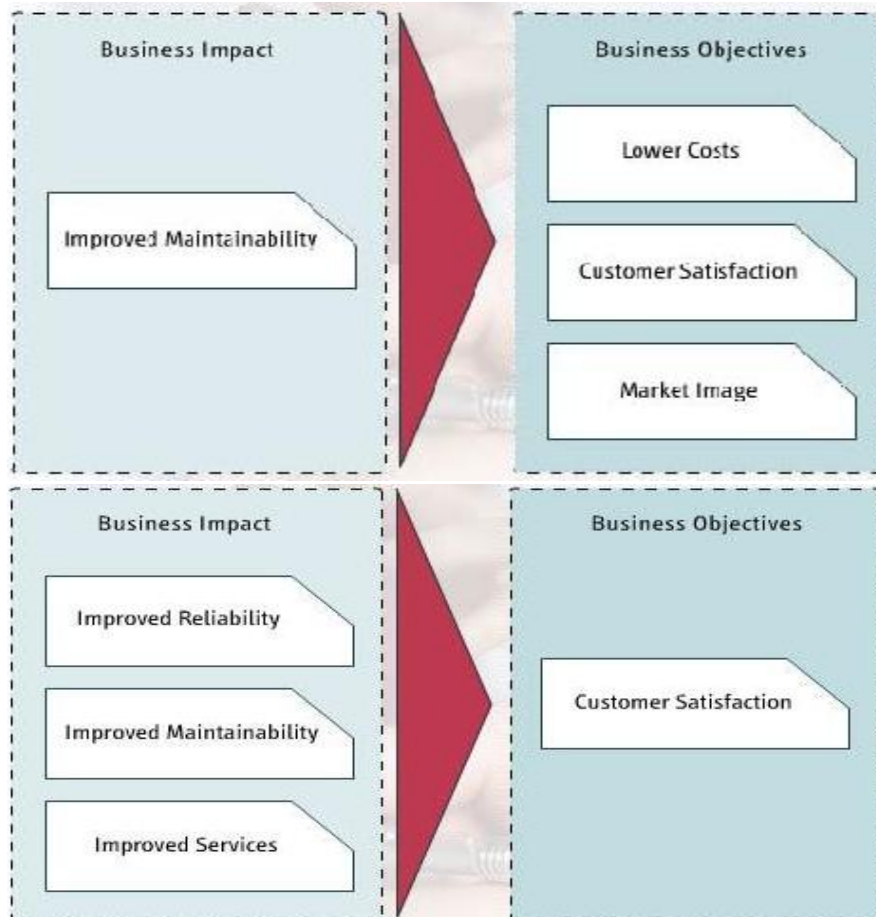 Business Impact
Business Objectives
Improved Maintainability
Lower Costs
Customer Satisfaction
Market Image
Business Impact
Business Objectives
Improved Reliability
Improved Maintainability
Improved Services
Customer Satisfaction